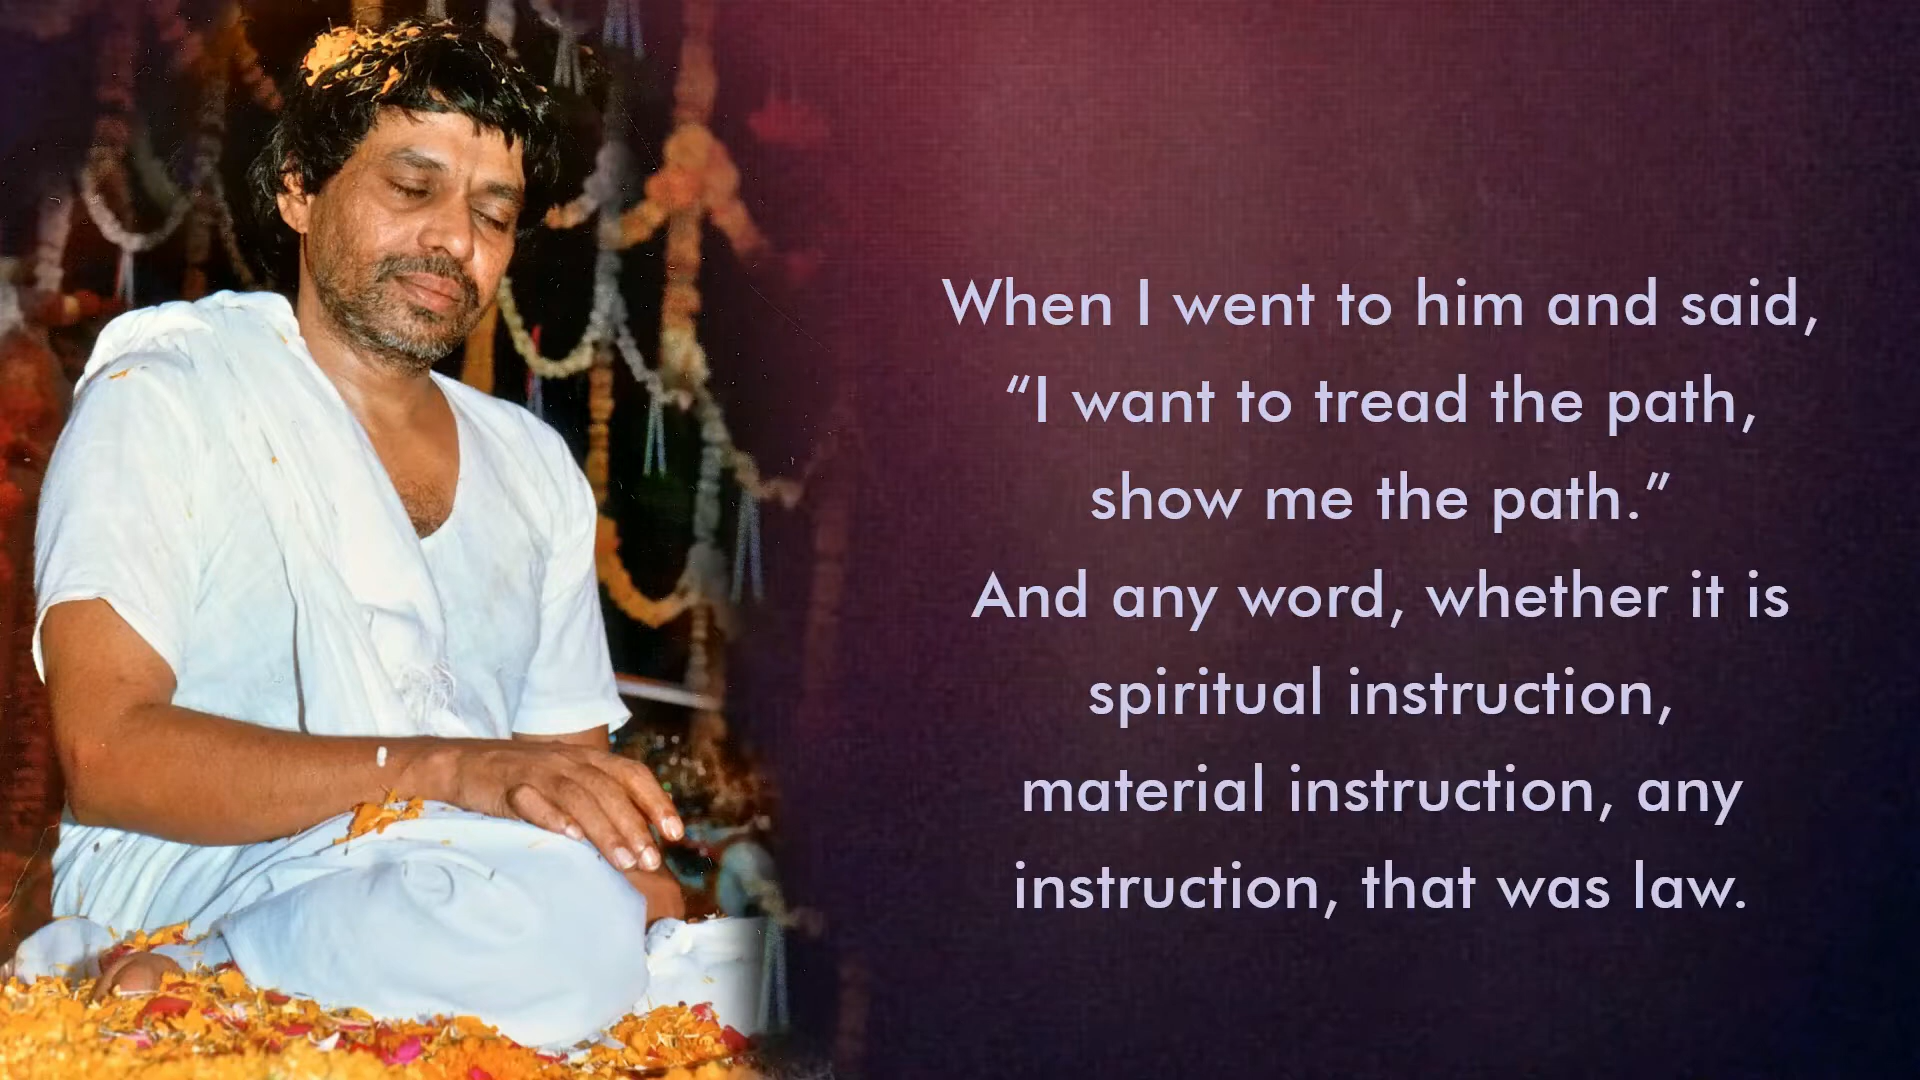 When I went to him and said,
“I want to tread the path,
show me the path.”
And any word, whether it is
spiritual instruction,
material instruction, any
instruction, that was law.